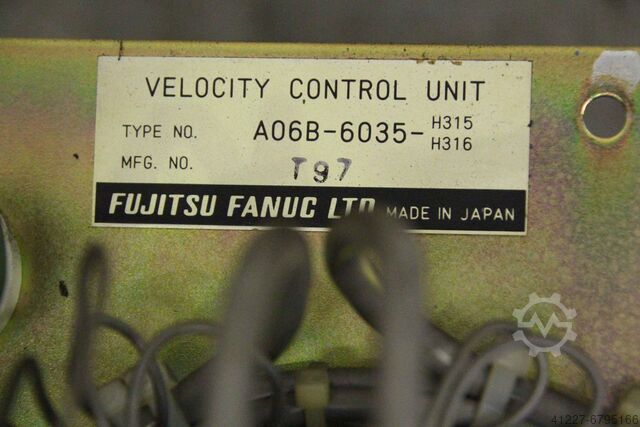 VELOCITY CONTROL UNIT
TYPE NO. A06B-6035- H315
H316
MFG. NO. T97
FUJITSU FANUC LTD MADE IN JAPAN
41227-6795166